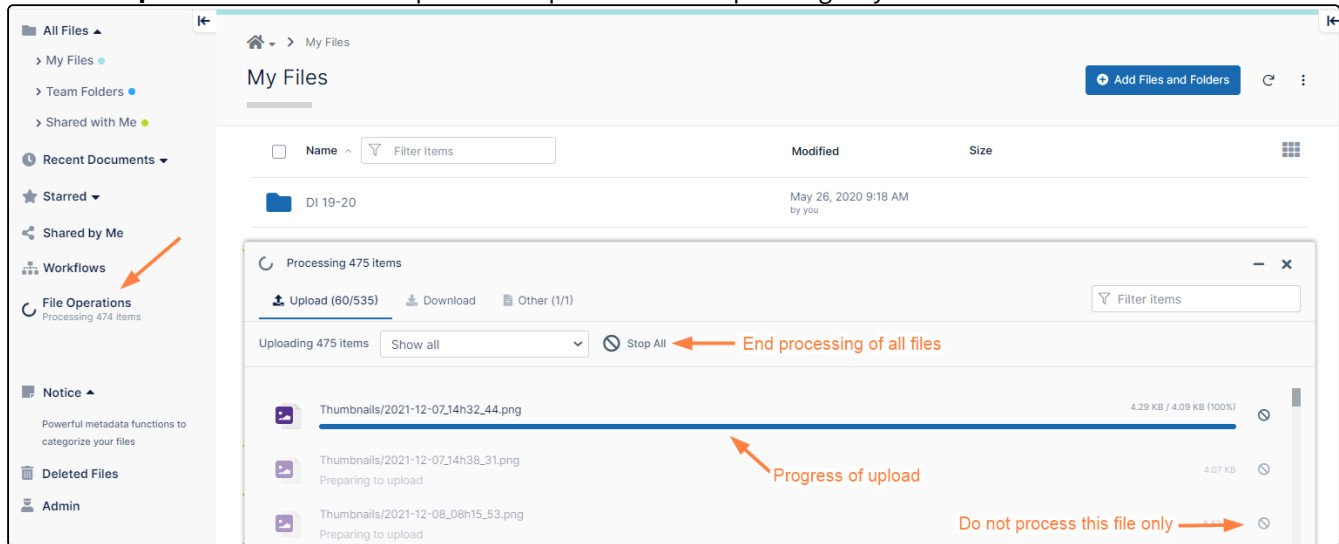 All Files
My Files
Team Folders
Shared with Me
Recent Documents
Starred
Shared by Me
Workflows
File Operations
Processing 474 items
Notice
Powerful metadata functions to
categorize your files
Deleted Files
Admin
My Files
My Files
Add Files and Folders
Name Filter Items Modified Size
DI 19-20 May 26, 2020 9:18 AM
by you
Processing 475 items
Upload (60/535) Download Other (1/1) Filter items
Uploading 475 items Show all Stop All End processing of all files
Thumbnails/2021-12-07_14h32_44.png 4.29 KB / 4.09 KB (100%)
Thumbnails/2021-12-07_14h38_31.png
Preparing to upload 4.07 KB
Progress of upload
Thumbnails/2021-12-08_08h15_53.png
Preparing to upload
Do not process this file only